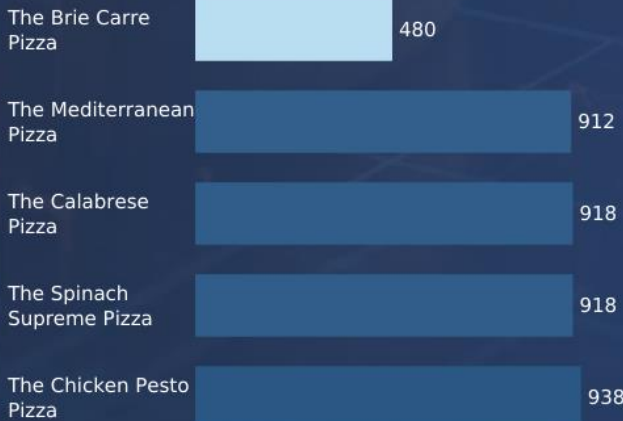 The Brie Carre
Pizza
480
The Mediterranean
Pizza
912
The Calabrese
Pizza
918
The Spinach
Supreme Pizza
918
The Chicken Pesto
Pizza
938